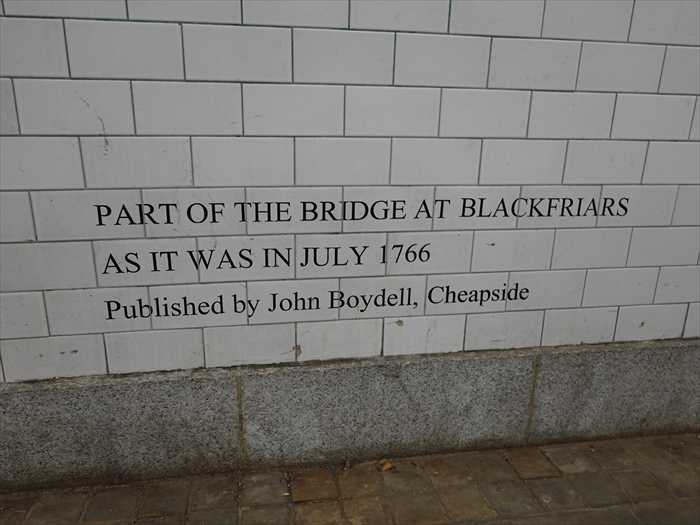 PART OF THE BRIDGE AT BLACKFRIARS
AS IT WAS IN JULY 1766
Published by John Boydell, Cheapside